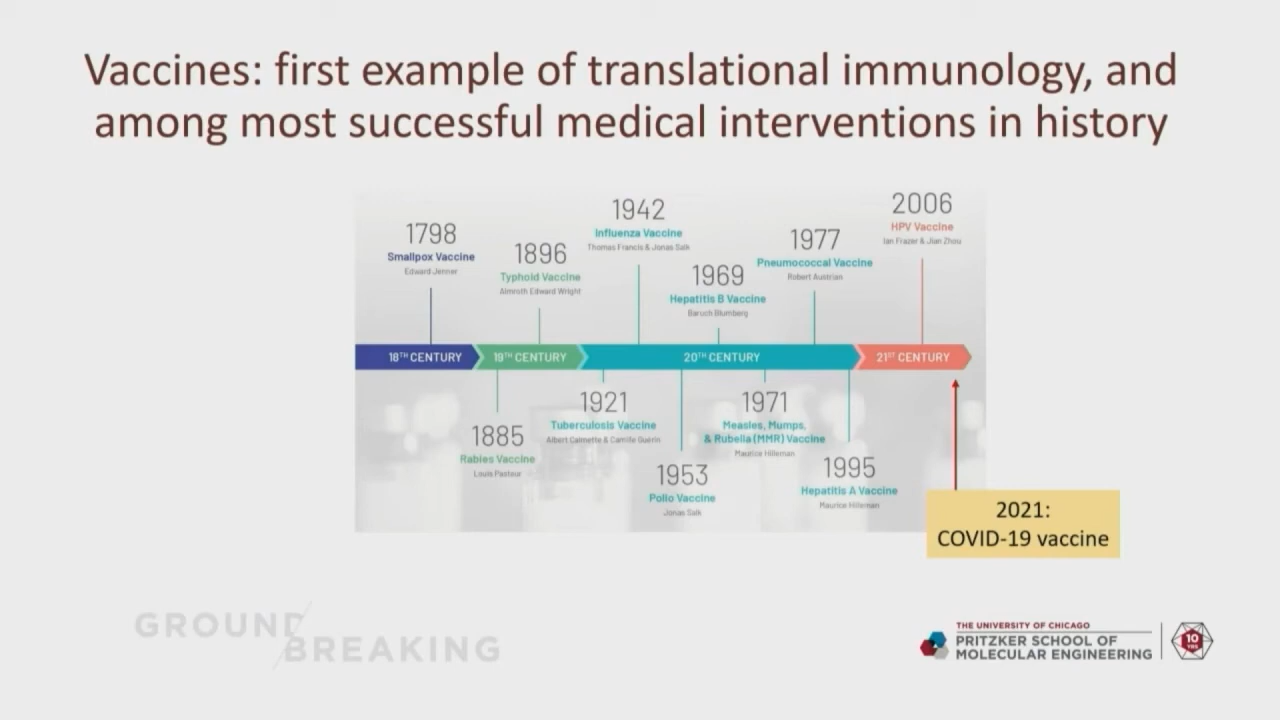 Vaccines: first example of translational immunology, and
among most successful medical interventions in history
1798
Smallpox Vaccine
Edward Jenner
1896
Typhoid Vaccine
Almroth Edward Wright
1942
Influenza Vaccine
Thomas Francis & Jonas Salk
1969
Hepatitis B Vaccine
Baruch Blumberg
1977
Pneumococcal Vaccine
Robert Austrian
2006
HPV Vaccine
Ian Frazer & Jian Zhou
18TH CENTURY
19TH CENTURY
20TH CENTURY
21ST CENTURY
1885
Rabies Vaccine
Louis Pasteur
1921
Tuberculosis Vaccine
Albert Calmette & Camille Guerin
1953
Polio Vaccine
Jonas Salk
1971
Measles, Mumps,
& Rubella (MMR) Vaccine
Maurice Hilleman
1995
Hepatitis A Vaccine
Maurice Hilleman
2021:
COVID-19 vaccine
GROUND
BREAKING
THE UNIVERSITY OF CHICAGO
PRITZKER SCHOOL OF
MOLECULAR ENGINEERING
10
YRS